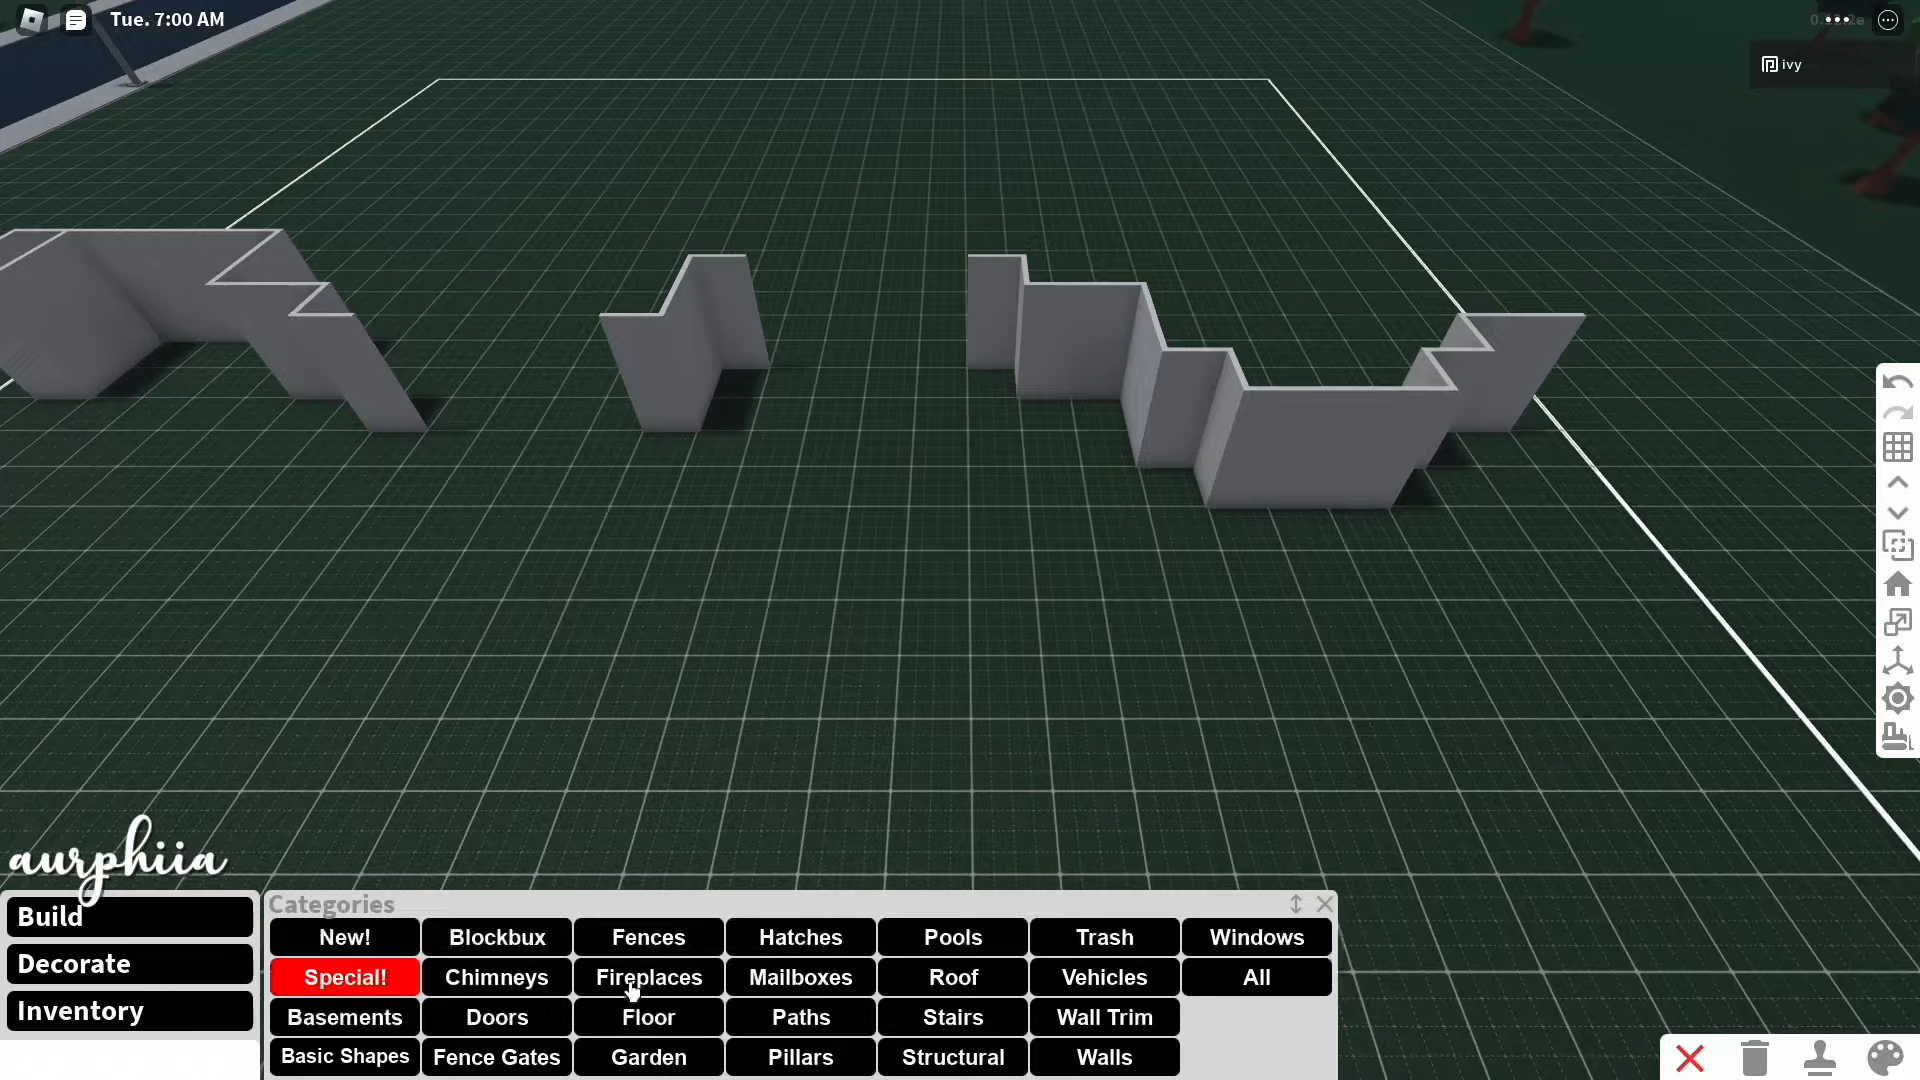 Tue. 7:00 AM
ivy
aurphiia
Build
Decorate
Inventory
Categories
New! Blockbux Fences Hatches Pools Trash Windows
Special! Chimneys Fireplaces Mailboxes Roof Vehicles All
Basements Doors Floor Paths Stairs Wall Trim
Basic Shapes Fence Gates Garden Pillars Structural Walls